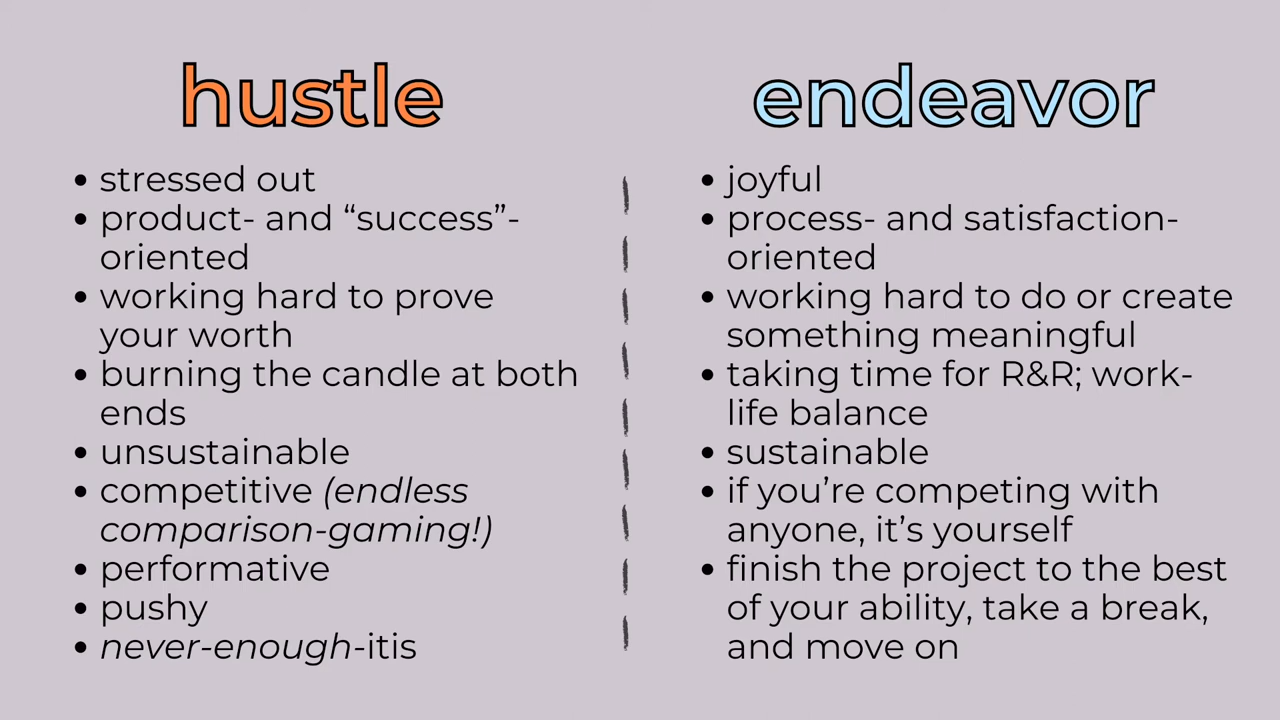 hustle
• stressed out
• product- and “success”-
oriented
• working hard to prove
your worth
• burning the candle at both
ends
• unsustainable
• competitive (endless
comparison-gaming!)
• performative
• pushy
• never-enough-itis
endeavor
• joyful
• process- and satisfaction-
oriented
• working hard to do or create
something meaningful
• taking time for R&R; work-
life balance
• sustainable
• if you’re competing with
anyone, it’s yourself
• finish the project to the best
of your ability, take a break,
and move on